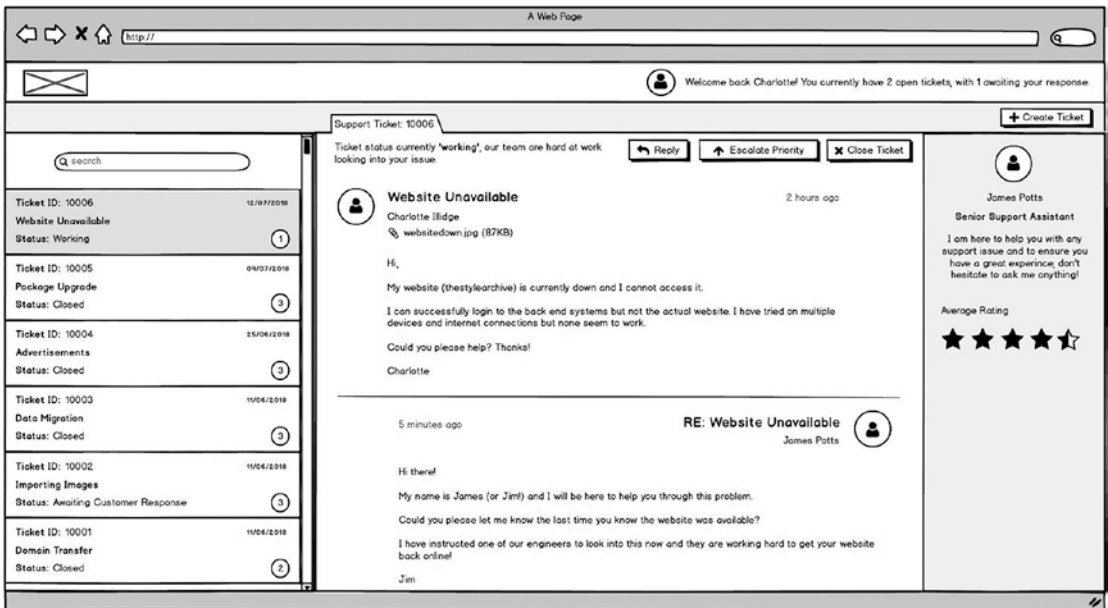 A Web Page
http://
Welcome back Charlotte! You currently have 2 open tickets, with 1 awaiting your response.
Create Ticket
search
Ticket ID: 10006
12/07/2018
Website Unavailable
Status: Working
1
Ticket ID: 10005
09/07/2018
Package Upgrade
Status: Closed
3
Ticket ID: 10004
25/06/2018
Advertisements
Status: Closed
3
Ticket ID: 10003
11/06/2018
Data Migration
Status: Closed
3
Ticket ID: 10002
11/06/2018
Importing Images
Status: Awaiting Customer Response
3
Ticket ID: 10001
11/06/2018
Domain Transfer
Status: Closed
2
Support Ticket: 10006
Ticket status currently 'working', our team are hard at work
looking into your issue.
Reply
Escalate Priority
Close Ticket
Website Unavailable
2 hours ago
Charlotte Illidge
websitedown.jpg (87KB)
Hi,
My website (thestylearchive) is currently down and I cannot access it.
I can successfully login to the back end systems but not the actual website. I have tried on multiple
devices and internet connections but none seem to work.
Could you please help? Thanks!
Charlotte
5 minutes ago
RE: Website Unavailable
James Potts
Hi there!
My name is James (or Jim!) and I will be here to help you through this problem.
Could you please let me know the last time you know the website was available?
I have instructed one of our engineers to look into this now and they are working hard to get your website
back online!
Jim
James Potts
Senior Support Assistant
I am here to help you with any
support issue and to ensure you
have a great experince, don't
hesitate to ask me anything!
Average Rating